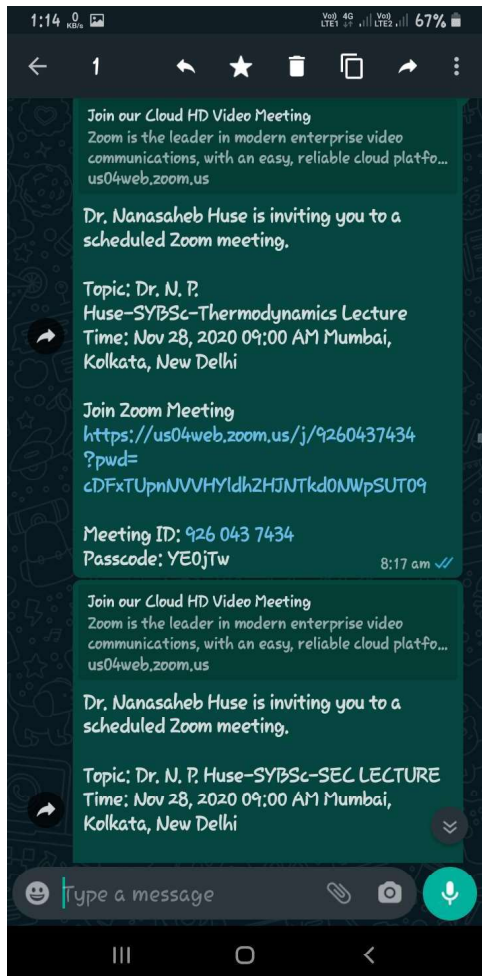 1:14 0 KB/s Vo)) LTE1 4G Vo)) LTE2 67%
1
Join our Cloud HD Video Meeting
Zoom is the leader in modern enterprise video
communications, with an easy, reliable cloud platfo...
us04web.zoom.us
Dr. Nanasaheb Huse is inviting you to a
scheduled Zoom meeting.
Topic: Dr. N. P.
Huse-SYBSc-Thermodynamics Lecture
Time: Nov 28, 2020 09:00 AM Mumbai,
Kolkata, New Delhi
Join Zoom Meeting
https://us04web.zoom.us/j/9260437434
?pwd=
cDFxTUpnNVVHYldhZHJNTkd0NWpSUT09
Meeting ID: 926 043 7434
Passcode: YE0jTw
8:17 am
Join our Cloud HD Video Meeting
Zoom is the leader in modern enterprise video
communications, with an easy, reliable cloud platfo...
us04web.zoom.us
Dr. Nanasaheb Huse is inviting you to a
scheduled Zoom meeting.
Topic: Dr. N. P. Huse-SYBSc-SEC LECTURE
Time: Nov 28, 2020 09:00 AM Mumbai,
Kolkata, New Delhi
Type a message